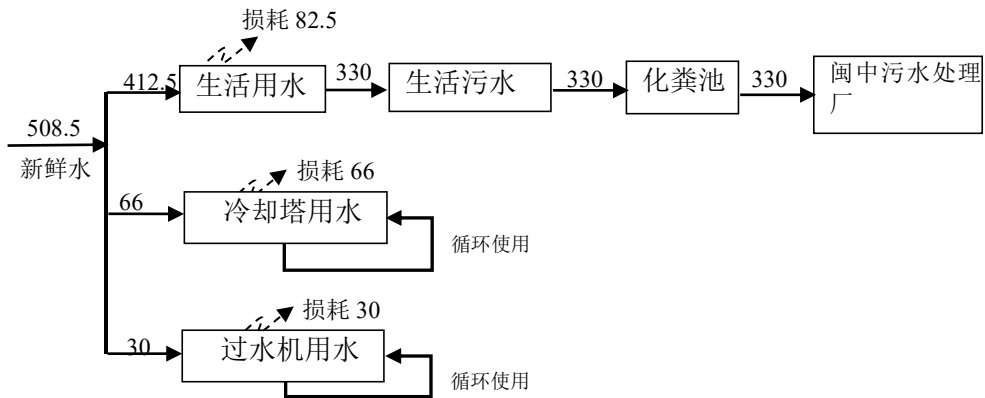 损耗 82.5
412.5
生活用水
330
生活污水
330
化粪池
330
闽中污水处理
厂
508.5
新鲜水
损耗 66
66
冷却塔用水
循环使用
损耗 30
30
过水机用水
循环使用